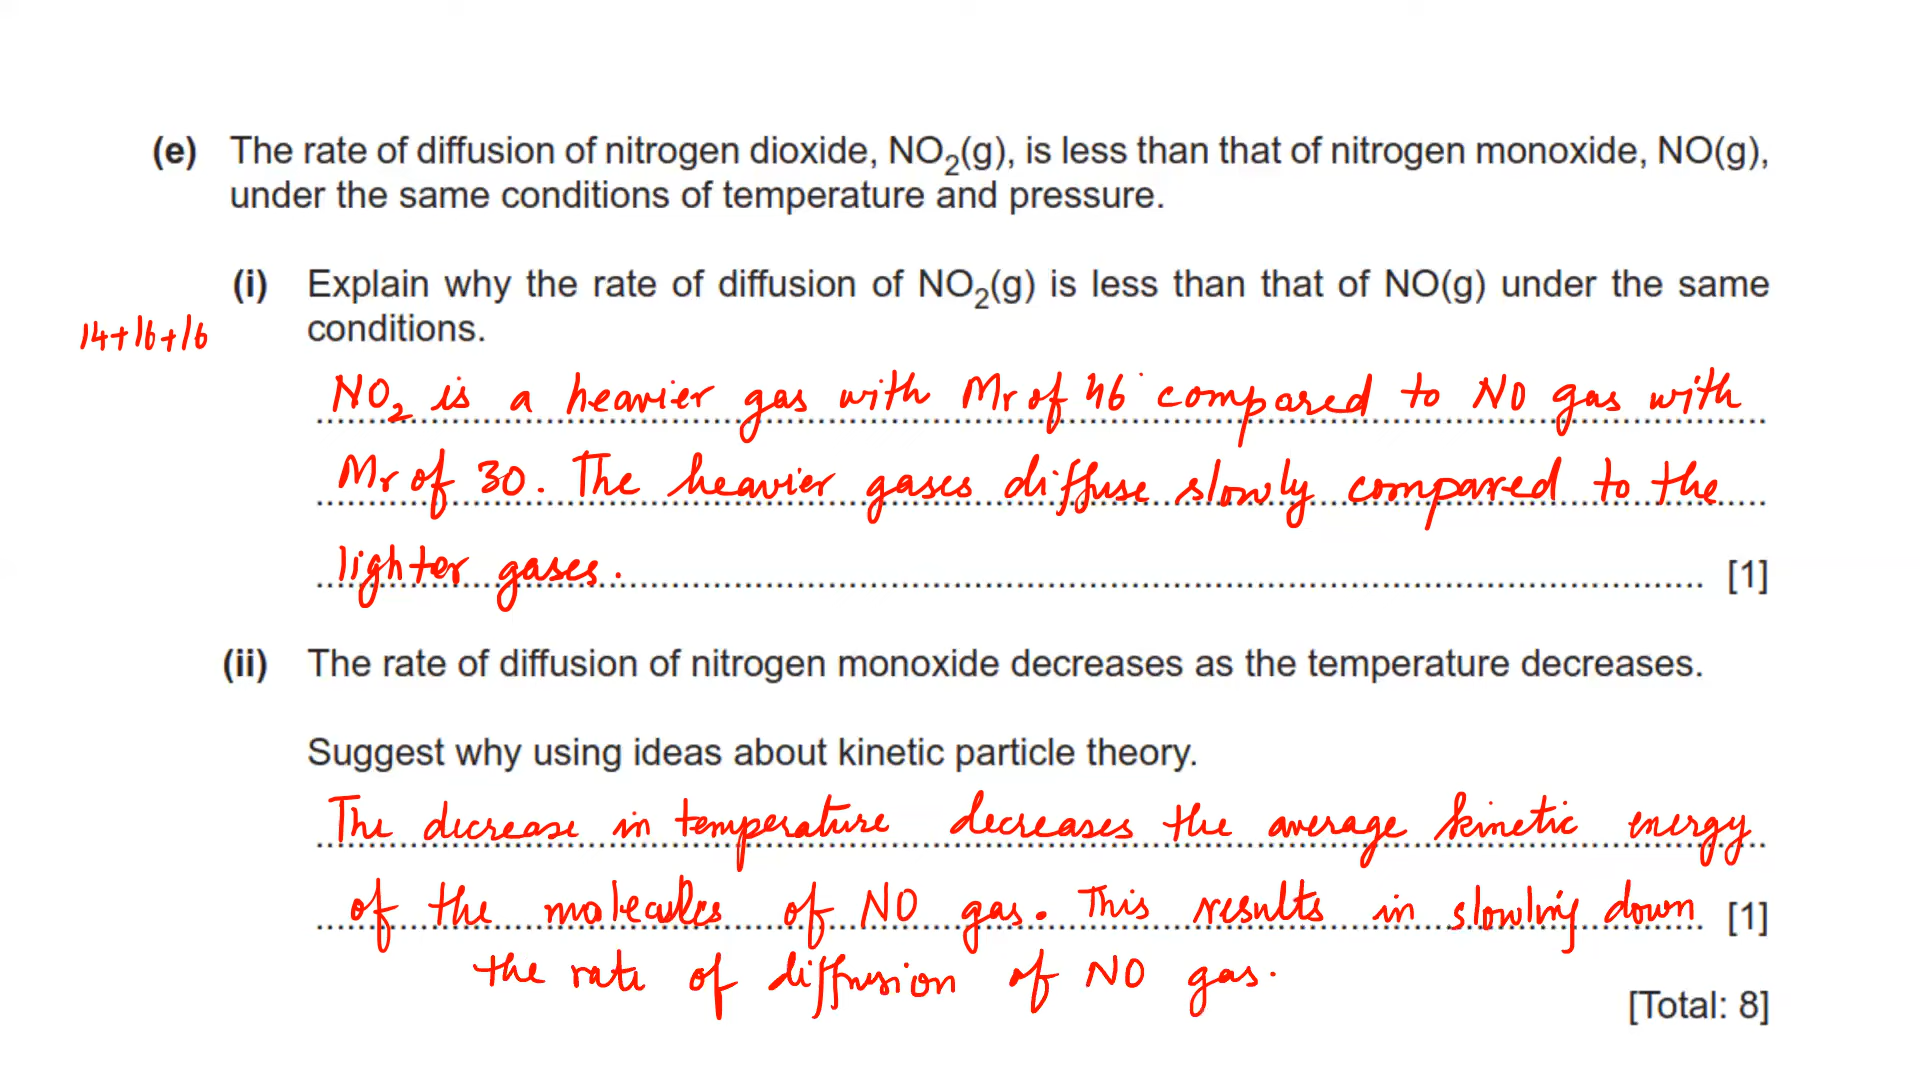 (e) The rate of diffusion of nitrogen dioxide, NO₂(g), is less than that of nitrogen monoxide, NO(g),
under the same conditions of temperature and pressure.
(i) Explain why the rate of diffusion of NO₂(g) is less than that of NO(g) under the same
conditions.
14+16+16
NO₂ is a heavier gas with Mr of 46 compared to NO gas with
Mr of 30. The heavier gases diffuse slowly compared to the
lighter gases. [1]
(ii) The rate of diffusion of nitrogen monoxide decreases as the temperature decreases.
Suggest why using ideas about kinetic particle theory.
The decrease in temperature decreases the average kinetic energy
of the molecules of NO gas. This results in slowing down [1]
the rate of diffusion of NO gas.
[Total: 8]